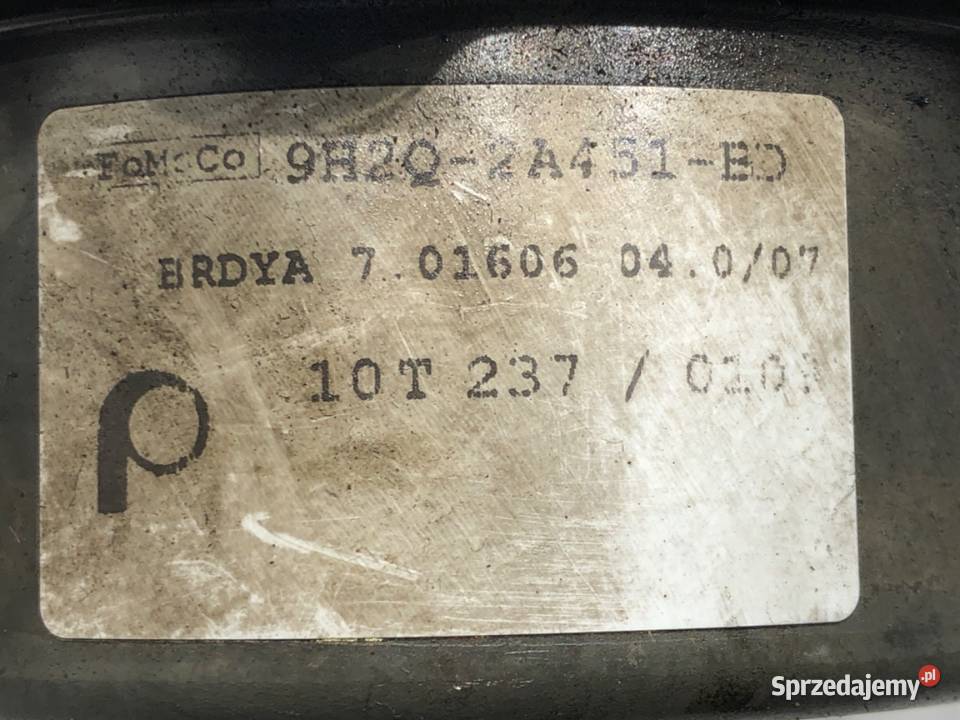 FoMoCo 9H2Q-2A451-BD
BRDYA 7.01606 04.0/07
10T 237 /
Sprzedajemy.pl